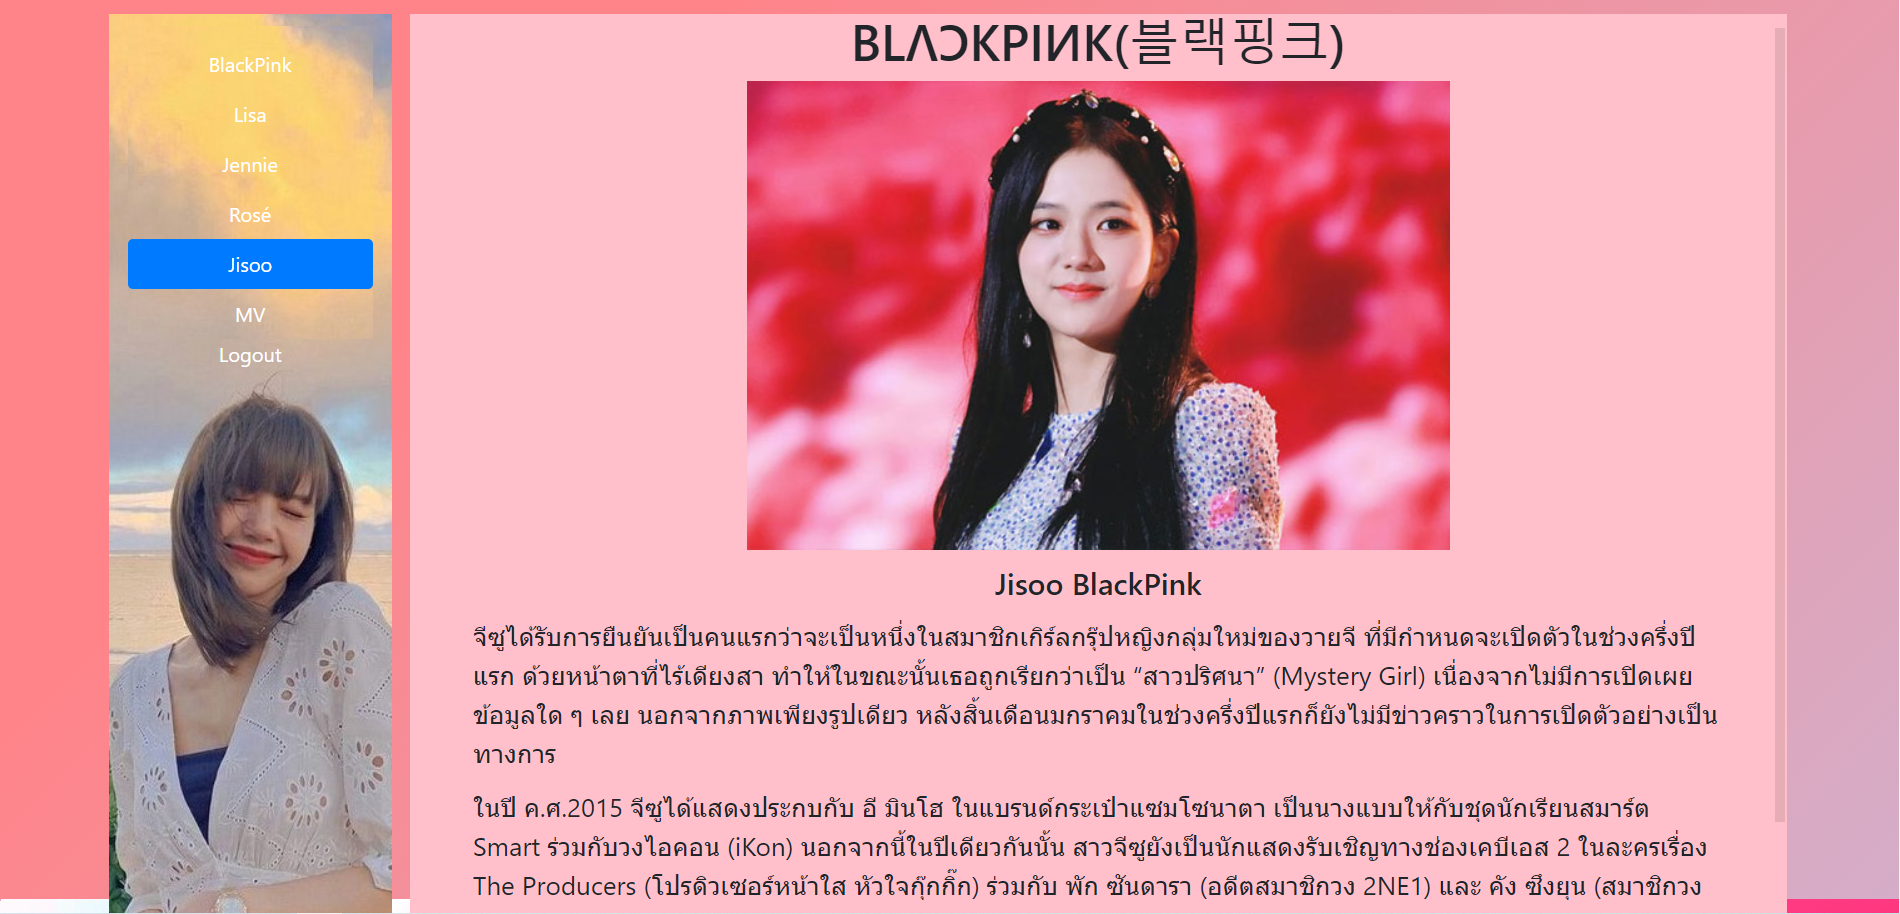 BlackPink
Lisa
Jennie
Rosé
Jisoo
MV
Logout
BLΛƆKPIИK(블랙핑크)
Jisoo BlackPink
จีซูได้รับการยืนยันเป็นคนแรกว่าจะเป็นหนึ่งในสมาชิกเกิร์ลกรุ๊ปหญิงกลุ่มใหม่ของวายจี ที่มีกำหนดจะเปิดตัวในช่วงครึ่งปี
แรก ด้วยหน้าตาที่ไร้เดียงสา ทำให้ในขณะนั้นเธอถูกเรียกว่าเป็น “สาวปริศนา” (Mystery Girl) เนื่องจากไม่มีการเปิดเผย
ข้อมูลใด ๆ เลย นอกจากภาพเพียงรูปเดียว หลังสิ้นเดือนมกราคมในช่วงครึ่งปีแรกก็ยังไม่มีข่าวคราวในการเปิดตัวอย่างเป็น
ทางการ
ในปี ค.ศ.2015 จีซูได้แสดงประกบกับ อี มินโฮ ในแบรนด์กระเป๋าแซมโซนาตา เป็นนางแบบให้กับชุดนักเรียนสมาร์ต
Smart ร่วมกับวงไอคอน (iKon) นอกจากนี้ในปีเดียวกันนั้น สาวจีซูยังเป็นนักแสดงรับเชิญทางช่องเคบีเอส 2 ในละครเรื่อง
The Producers (โปรดิวเซอร์หน้าใส หัวใจกุ๊กกิ๊ก) ร่วมกับ พัก ซันดารา (อดีตสมาชิกวง 2NE1) และ คัง ซึงยุน (สมาชิกวง